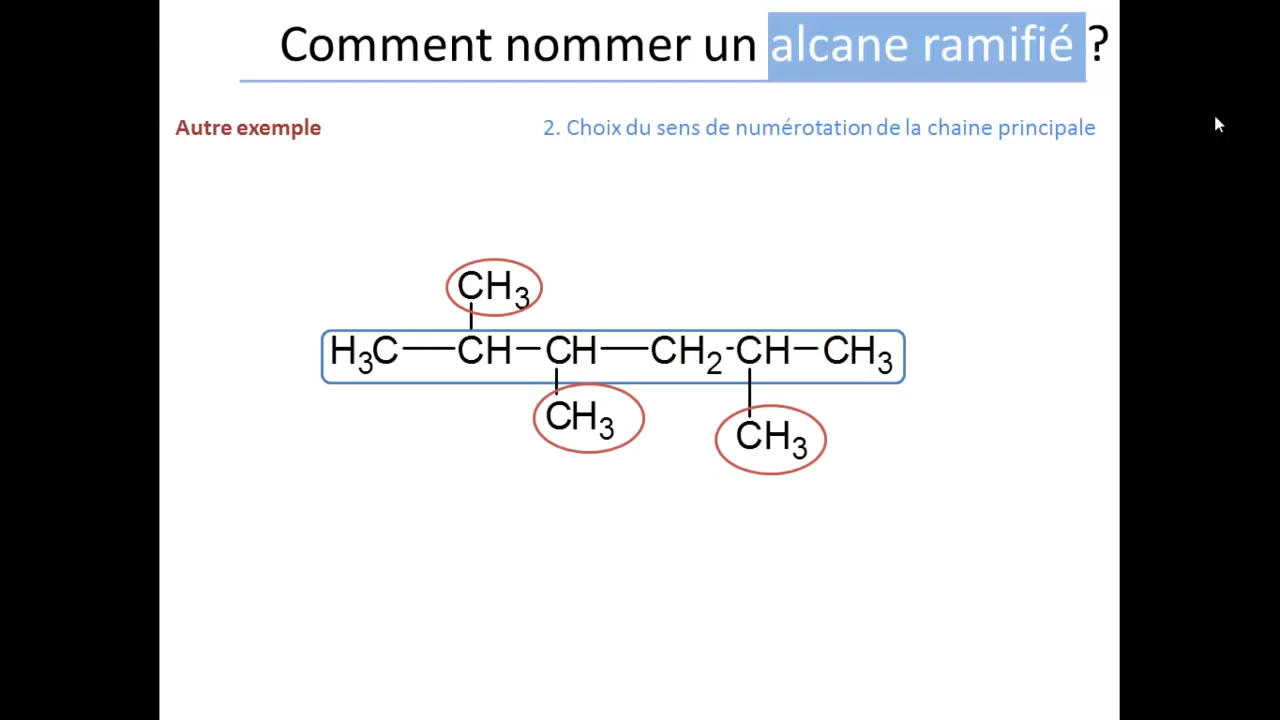 Comment nommer un alcane ramifié ?
Autre exemple
2. Choix du sens de numérotation de la chaine principale
CH3
H3C CH CH CH2 CH CH3
CH3
CH3